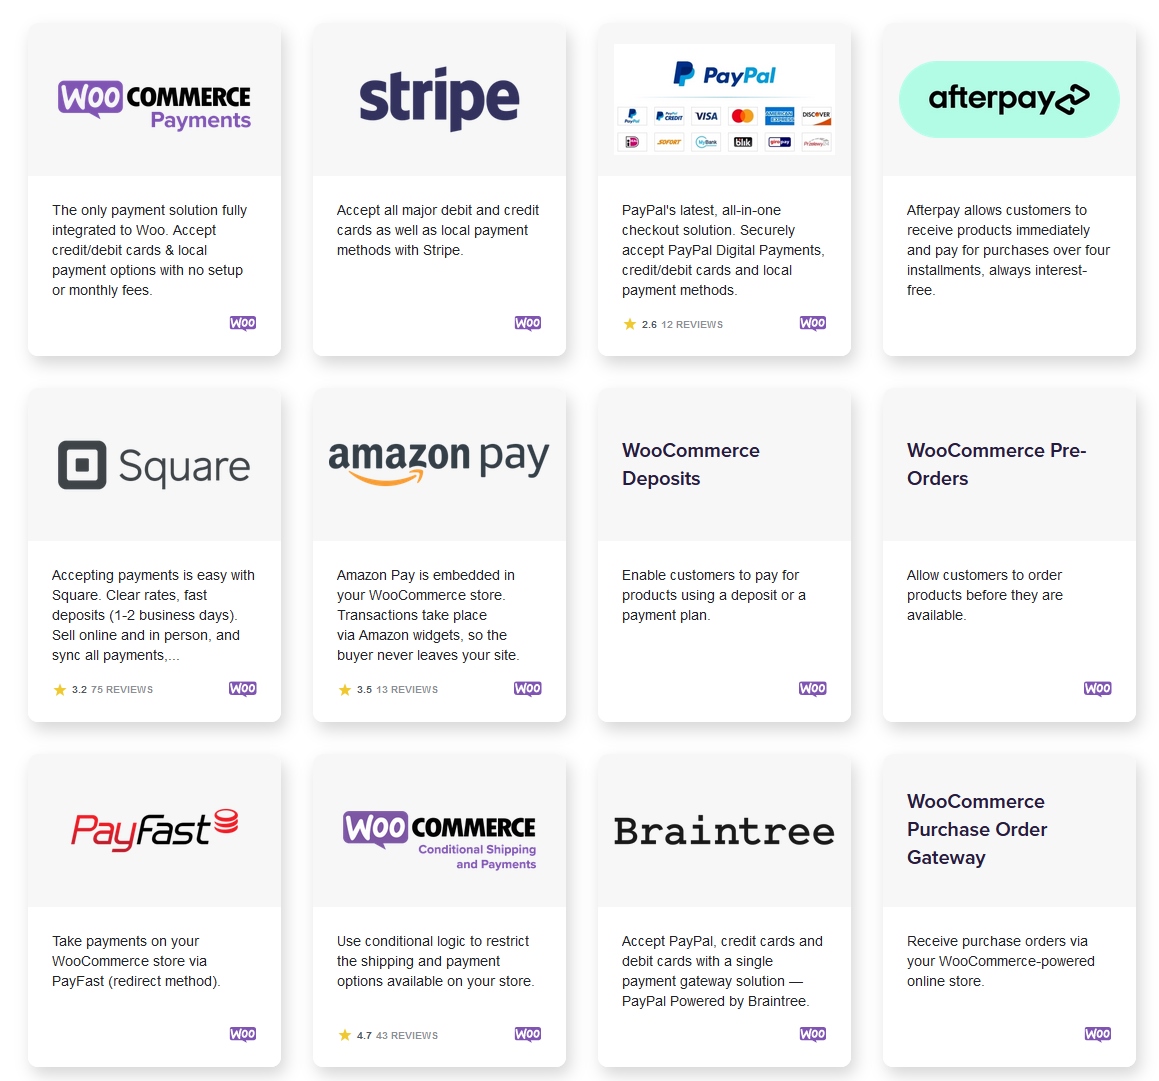 WOO COMMERCE
Payments
The only payment solution fully
integrated to Woo. Accept
credit/debit cards & local
payment options with no setup
or monthly fees.
WOO
stripe
Accept all major debit and credit
cards as well as local payment
methods with Stripe.
WOO
PayPal
PayPal PayPal CREDIT VISA AMERICAN EXPRESS DISCOVER
iD SOFORT MyBank blik giropay Przelewy24
PayPal's latest, all-in-one
checkout solution. Securely
accept PayPal Digital Payments,
credit/debit cards and local
payment methods.
2.6 12 REVIEWS
WOO
afterpay
Afterpay allows customers to
receive products immediately
and pay for purchases over four
installments, always interest-
free.
Square
Accepting payments is easy with
Square. Clear rates, fast
deposits (1-2 business days).
Sell online and in person, and
sync all payments,...
3.2 75 REVIEWS
WOO
amazon pay
Amazon Pay is embedded in
your WooCommerce store.
Transactions take place
via Amazon widgets, so the
buyer never leaves your site.
3.5 13 REVIEWS
WOO
WooCommerce
Deposits
Enable customers to pay for
products using a deposit or a
payment plan.
WOO
WooCommerce Pre-
Orders
Allow customers to order
products before they are
available.
WOO
PayFast
Take payments on your
WooCommerce store via
PayFast (redirect method).
WOO
WOO COMMERCE
Conditional Shipping
and Payments
Use conditional logic to restrict
the shipping and payment
options available on your store.
4.7 43 REVIEWS
WOO
Braintree
Accept PayPal, credit cards and
debit cards with a single
payment gateway solution —
PayPal Powered by Braintree.
WOO
WooCommerce
Purchase Order
Gateway
Receive purchase orders via
your WooCommerce-powered
online store.
WOO